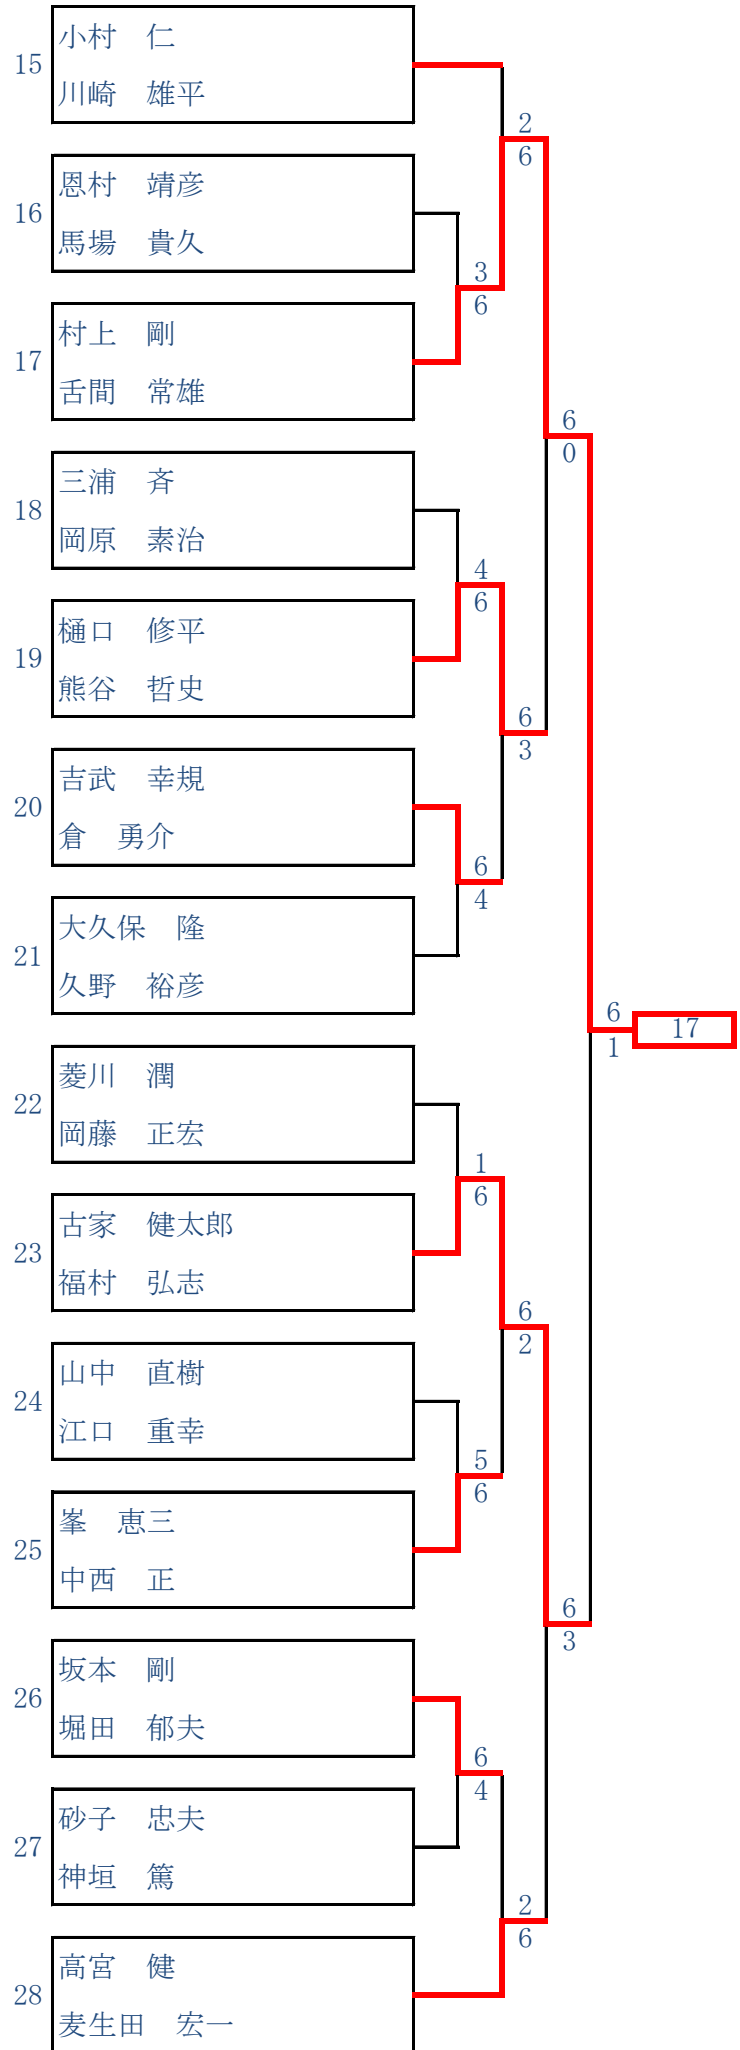 小村　仁
15
川崎　雄平
2
6
恩村　靖彦
16
馬場　貴久
3
6
村上　剛
17
舌間　常雄
6
0
三浦　斉
18
岡原　素治
4
6
樋口　修平
19
熊谷　哲史
6
3
吉武　幸規
20
倉　勇介
6
4
大久保　隆
21
久野　裕彦
6
17
1
菱川　潤
22
岡藤　正宏
1
6
古家　健太郎
23
福村　弘志
6
2
山中　直樹
24
江口　重幸
5
6
峯　恵三
25
中西　正
6
3
坂本　剛
26
堀田　郁夫
6
4
砂子　忠夫
27
神垣　篤
2
6
高宮　健
28
麦生田　宏一